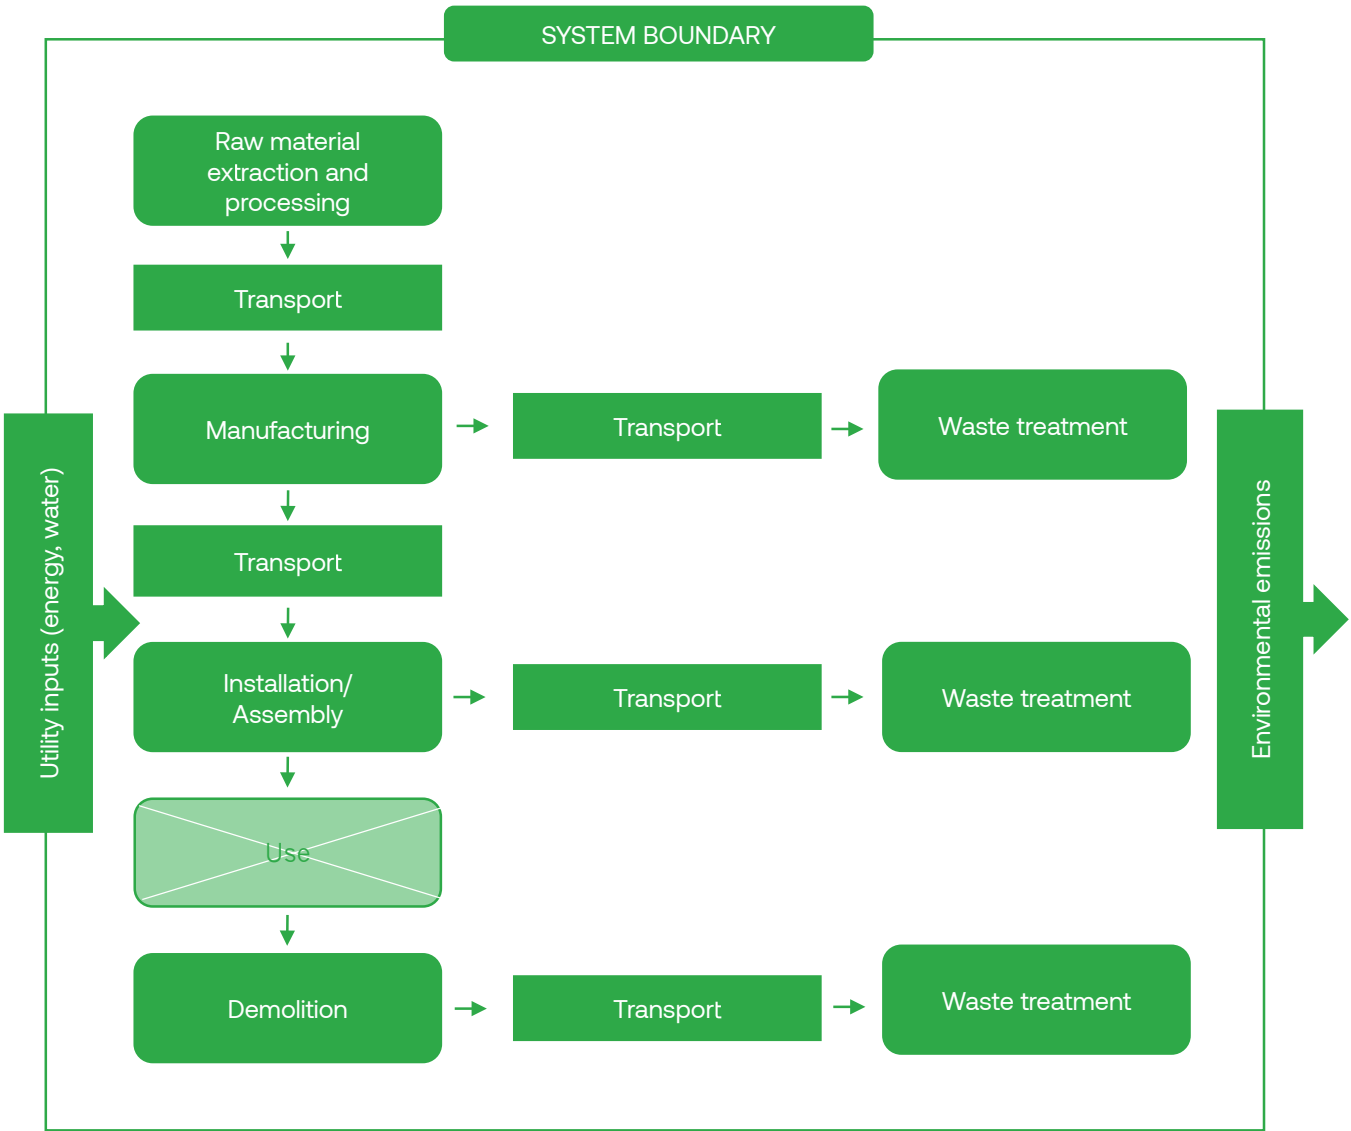 SYSTEM BOUNDARY
Raw material
extraction and
processing
Transport
Manufacturing
Transport
Waste treatment
Utility inputs (energy, water)
Environmental emissions
Transport
Installation/
Assembly
Transport
Waste treatment
Use
Demolition
Transport
Waste treatment